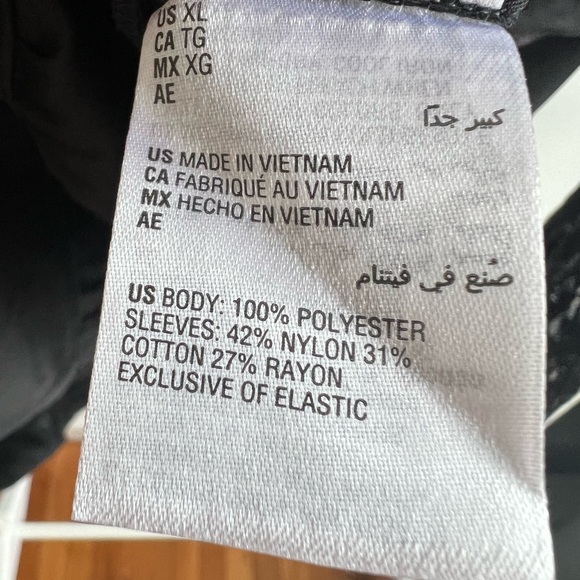 US XL
CA TG
MX XG
AE
كبير جدًا
US MADE IN VIETNAM
CA FABRIQUÉ AU VIETNAM
MX HECHO EN VIETNAM
AE
صُنع في فيتنام
US BODY: 100% POLYESTER
SLEEVES: 42% NYLON 31%
COTTON 27% RAYON
EXCLUSIVE OF ELASTIC